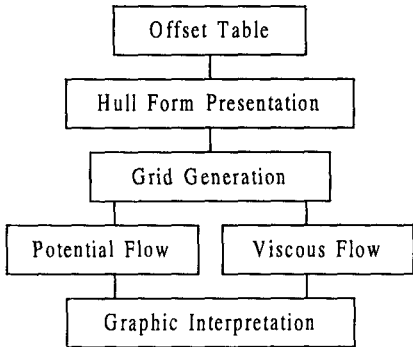 Offset Table
Hull Form Presentation
Grid Generation
Potential Flow
Viscous Flow
Graphic Interpretation